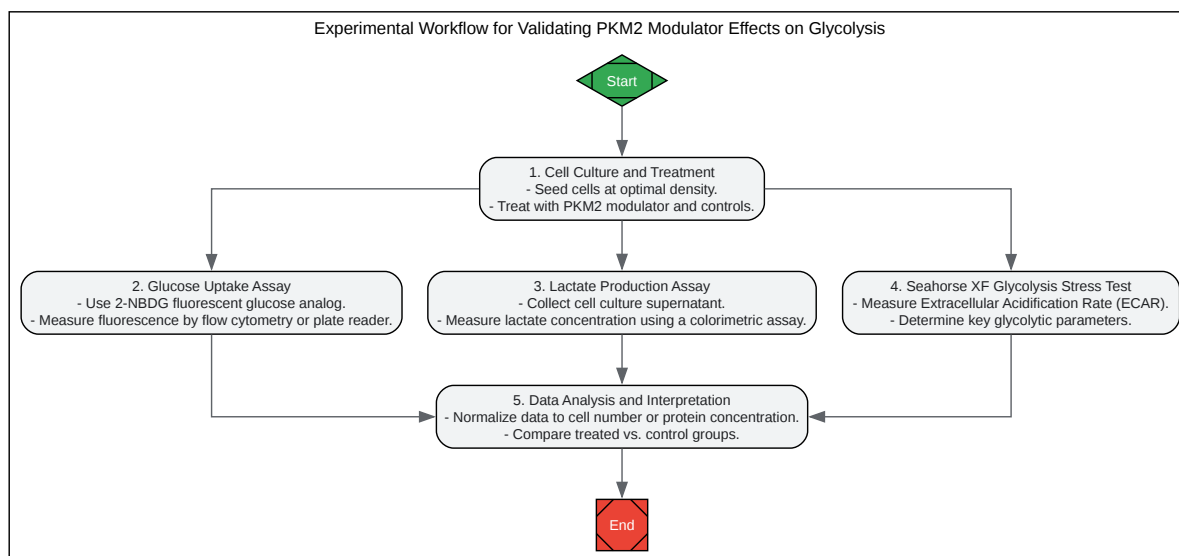 Experimental Workflow for Validating PKM2 Modulator Effects on Glycolysis
Start
1. Cell Culture and Treatment
- Seed cells at optimal density.
- Treat with PKM2 modulator and controls.
2. Glucose Uptake Assay
- Use 2-NBDG fluorescent glucose analog.
- Measure fluorescence by flow cytometry or plate reader.
3. Lactate Production Assay
- Collect cell culture supernatant.
- Measure lactate concentration using a colorimetric assay.
4. Seahorse XF Glycolysis Stress Test
- Measure Extracellular Acidification Rate (ECAR).
- Determine key glycolytic parameters.
5. Data Analysis and Interpretation
- Normalize data to cell number or protein concentration.
- Compare treated vs. control groups.
End